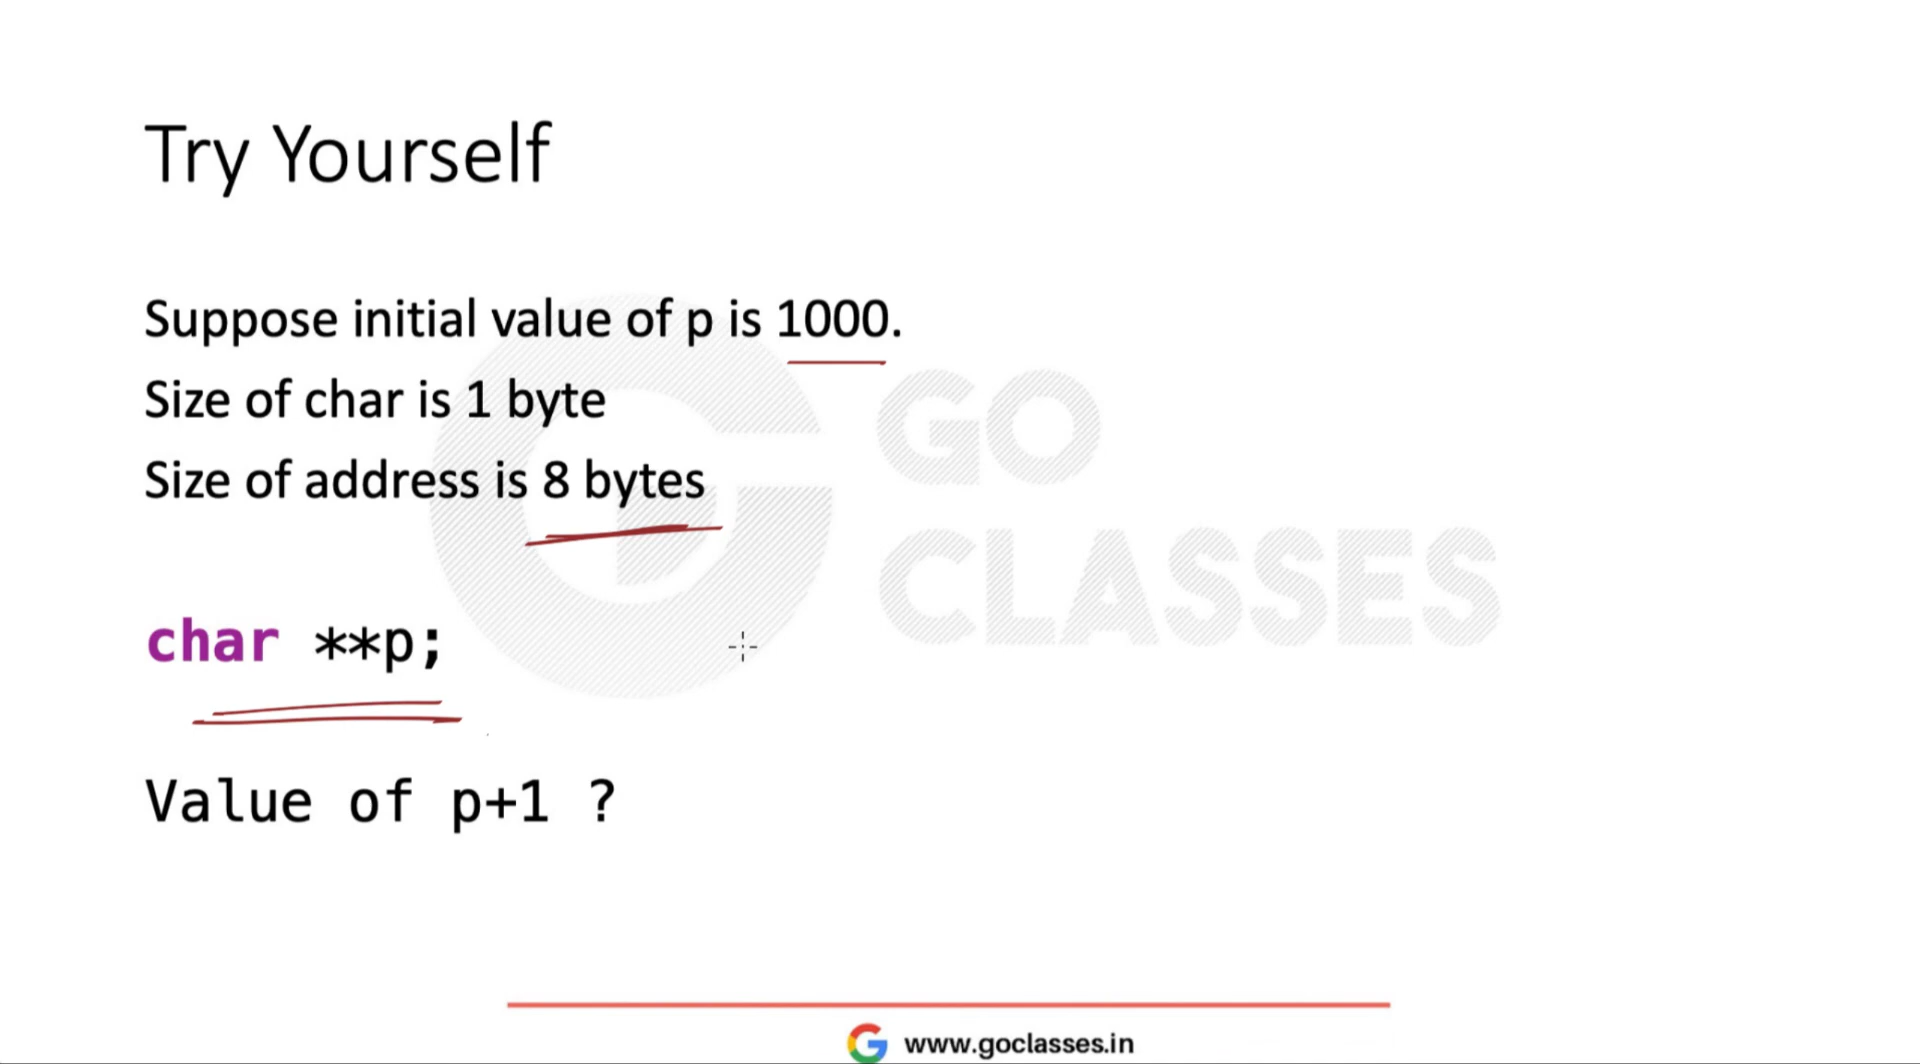 Try Yourself
Suppose initial value of p is 1000.
Size of char is 1 byte
Size of address is 8 bytes
GO
CLASSES
char **p;
Value of p+1 ?
www.goclasses.in